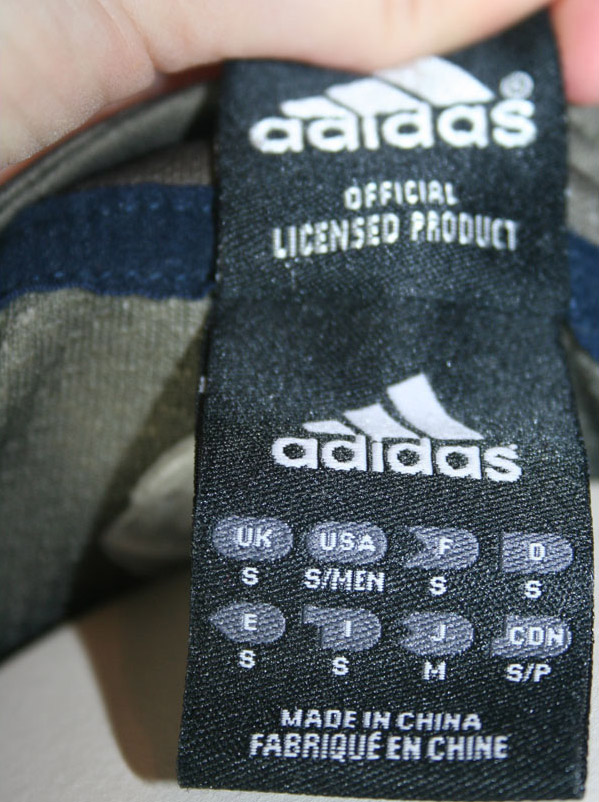 adidas®
OFFICIAL
LICENSED PRODUCT
adidas
UK USA F D
S S/MEN S S
E I J CDN
S S M S/P
MADE IN CHINA
FABRIQUÉ EN CHINE